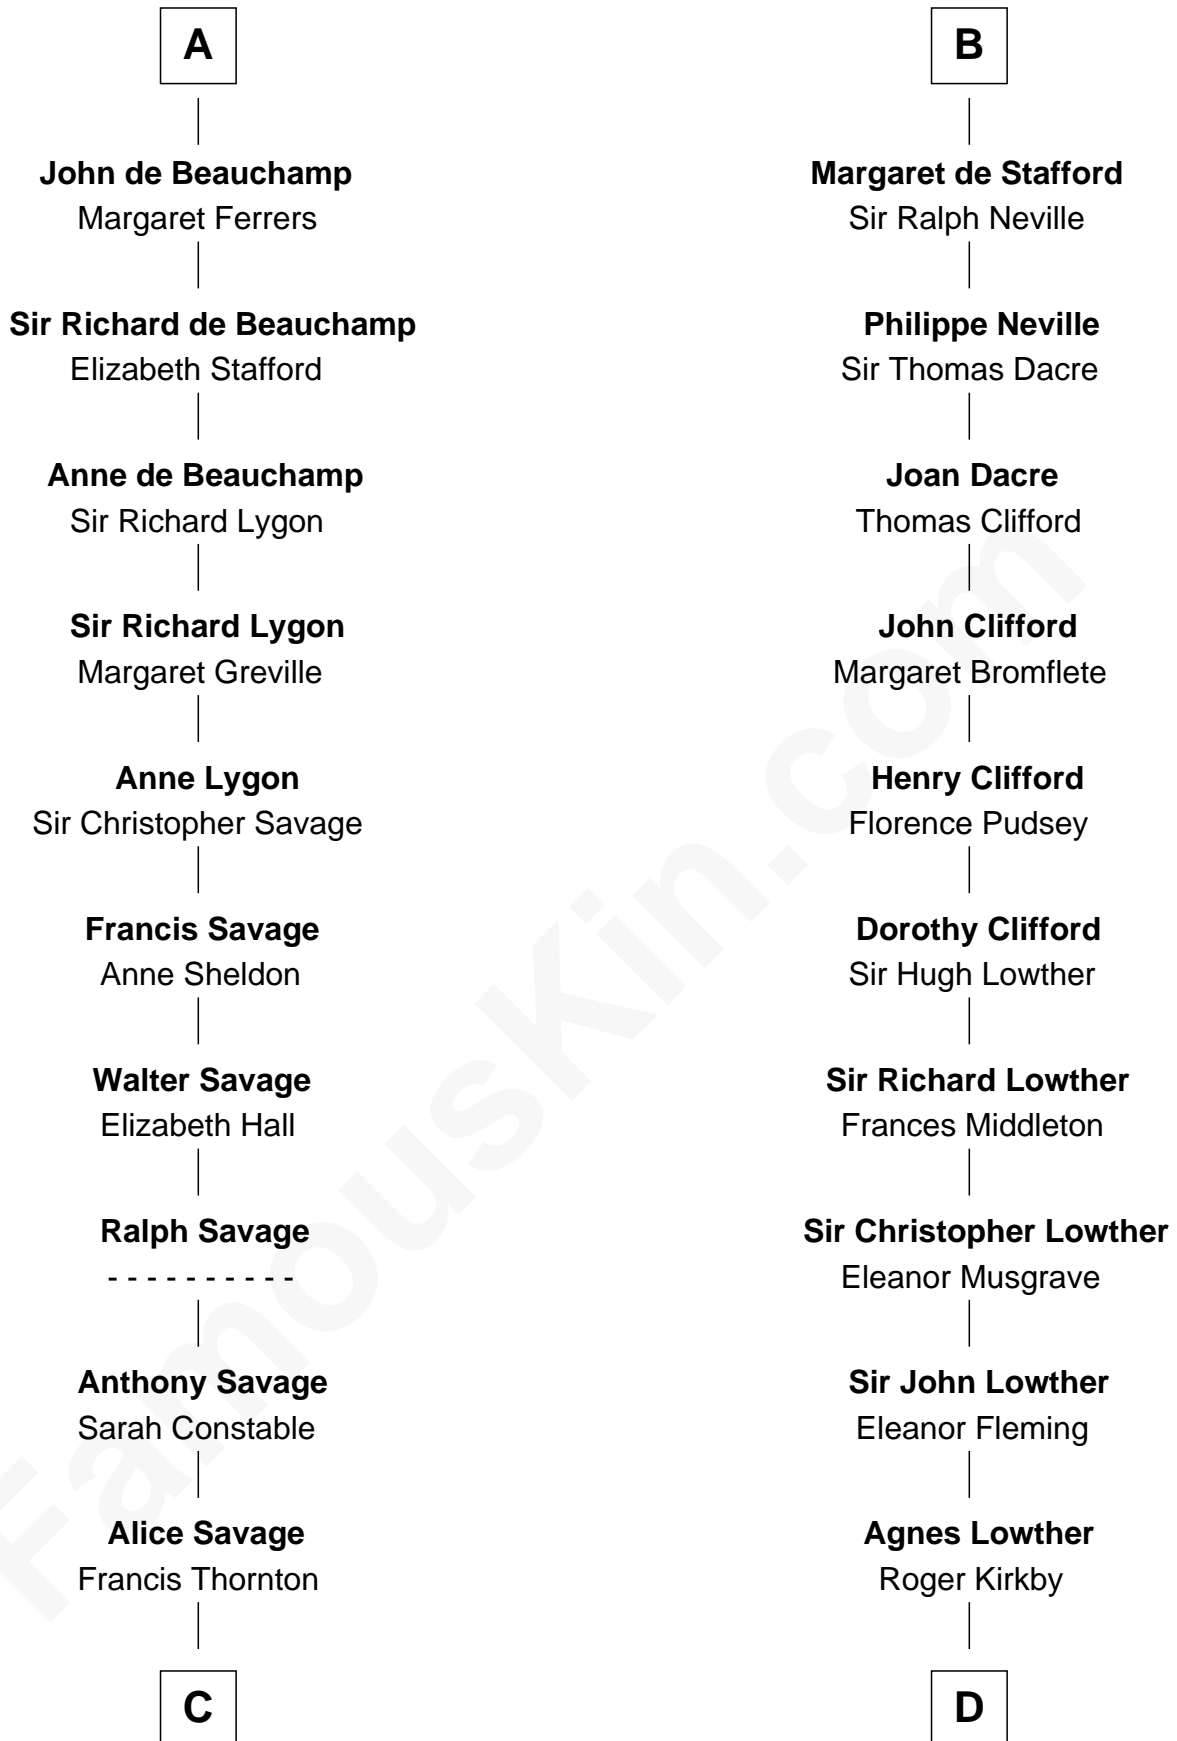 A
John de Beauchamp
Margaret Ferrers
Sir Richard de Beauchamp
Elizabeth Stafford
Anne de Beauchamp
Sir Richard Lygon
Sir Richard Lygon
Margaret Greville
Anne Lygon
Sir Christopher Savage
Francis Savage
Anne Sheldon
Walter Savage
Elizabeth Hall
Ralph Savage
- - - - - - - - - -
Anthony Savage
Sarah Constable
Alice Savage
Francis Thornton
C
B
Margaret de Stafford
Sir Ralph Neville
Philippe Neville
Sir Thomas Dacre
Joan Dacre
Thomas Clifford
John Clifford
Margaret Bromflete
Henry Clifford
Florence Pudsey
Dorothy Clifford
Sir Hugh Lowther
Sir Richard Lowther
Frances Middleton
Sir Christopher Lowther
Eleanor Musgrave
Sir John Lowther
Eleanor Fleming
Agnes Lowther
Roger Kirkby
D
FamousKin.com